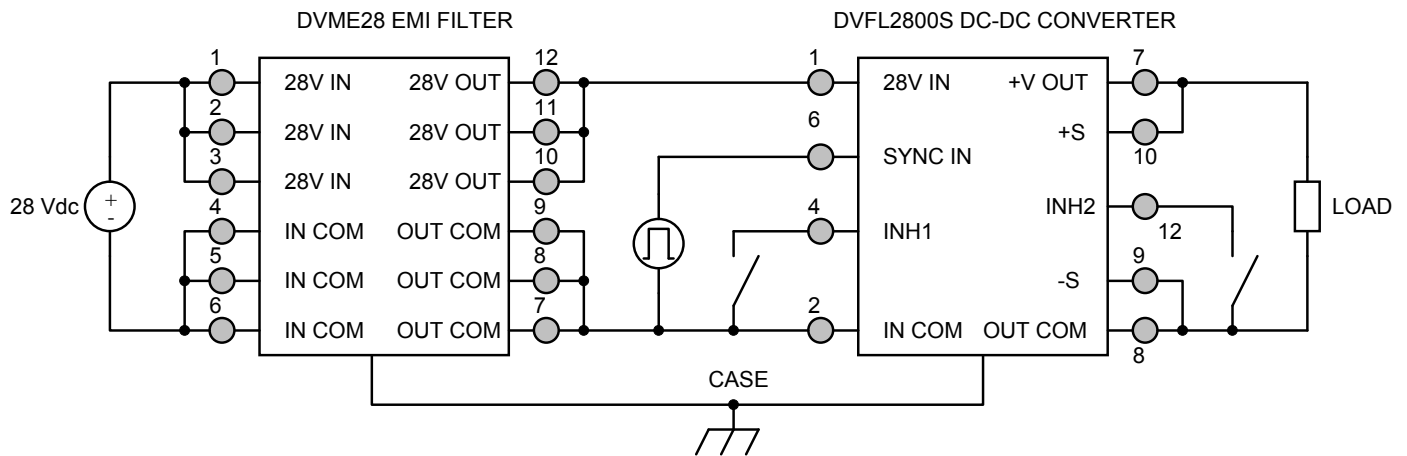 DVME28 EMI FILTER
DVFL2800S DC-DC CONVERTER
28 Vdc
+
-
1
2
3
4
5
6
28V IN
28V IN
28V IN
IN COM
IN COM
IN COM
28V OUT
28V OUT
28V OUT
OUT COM
OUT COM
OUT COM
12
11
10
9
8
7
1
6
4
2
28V IN
SYNC IN
INH1
IN COM
+V OUT
+S
INH2
-S
OUT COM
7
10
12
9
8
LOAD
CASE